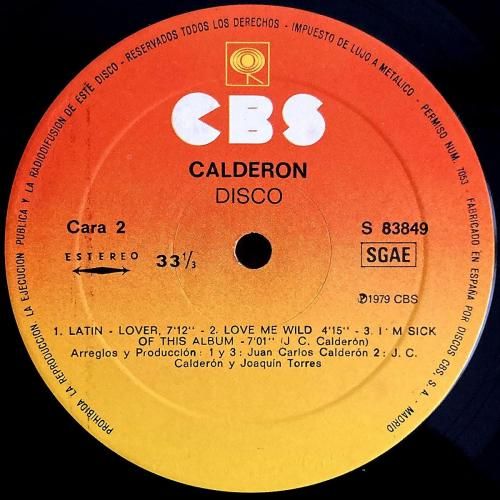 PROHIBIDA LA REPRODUCCION LA EJECUCION PUBLICA Y LA RADIODIFUSION DE ESTE DISCO - RESERVADOS TODOS LOS DERECHOS - IMPUESTO DE LUJO A METALICO - PERMISO NUM. 7053 - FABRICADO EN ESPAÑA POR DISCOS CBS, S.A. - MADRID
CBS
CALDERON
DISCO
Cara 2
S 83849
ESTEREO
33 1/3
SGAE
℗1979 CBS
1. LATIN - LOVER, 7'12'' - 2. LOVE ME WILD 4'15'' - 3. I'M SICK
OF THIS ALBUM - 7'01'' (J. C. Calderón)
Arreglos y Producción: 1 y 3: Juan Carlos Calderón 2: J. C.
Calderón y Joaquín Torres